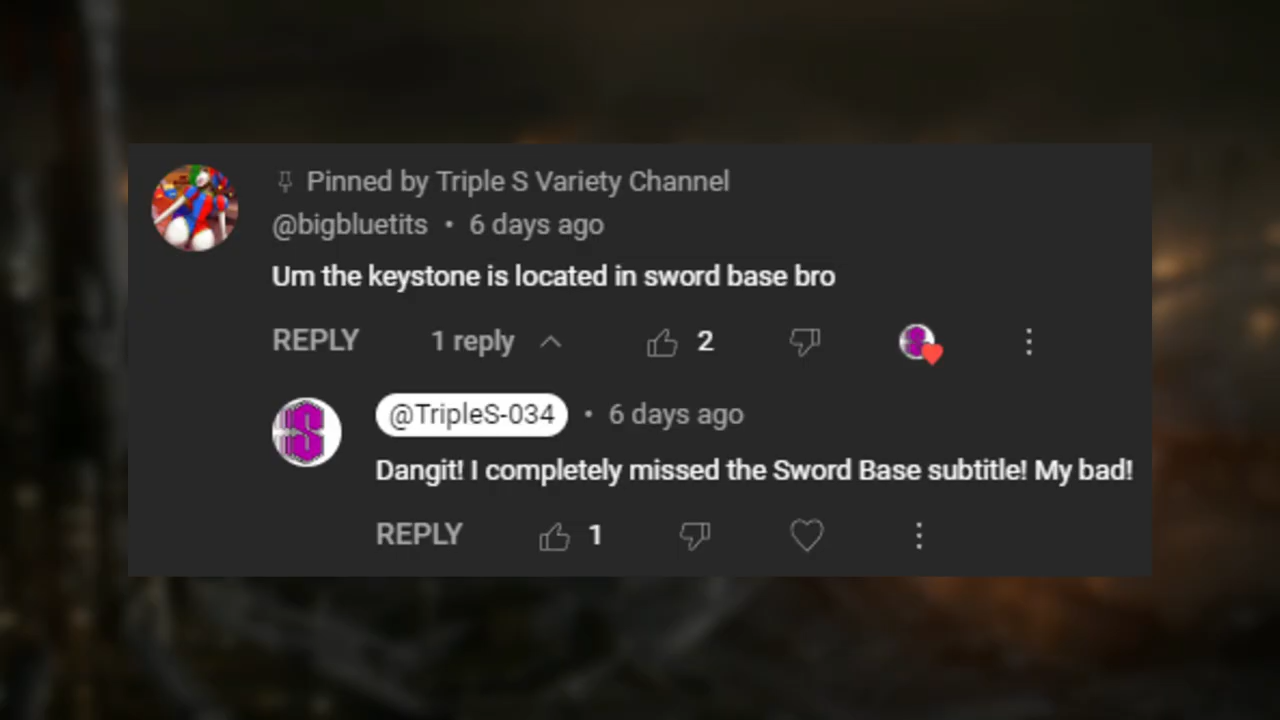 Pinned by Triple S Variety Channel
@bigbluetits • 6 days ago
Um the keystone is located in sword base bro
REPLY 1 reply 2
@TripleS-034 • 6 days ago
Dangit! I completely missed the Sword Base subtitle! My bad!
REPLY 1